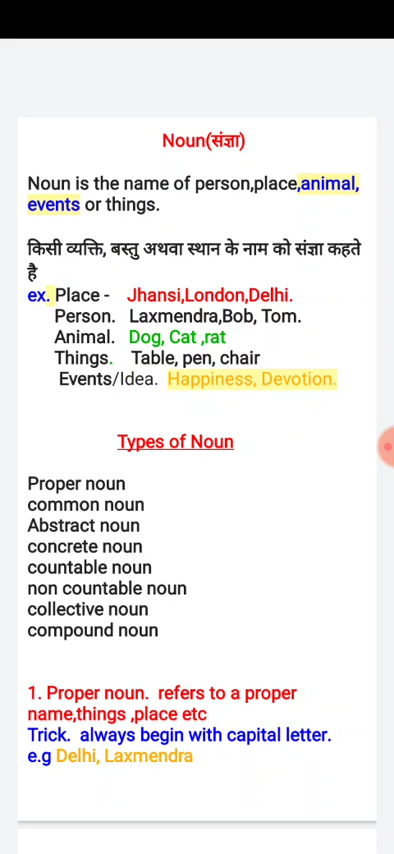 Noun(संज्ञा)
Noun is the name of person,place,animal,
events or things.
किसी व्यक्ति, बस्तु अथवा स्थान के नाम को संज्ञा कहते
है
ex. Place - Jhansi,London,Delhi.
Person. Laxmendra,Bob, Tom.
Animal. Dog, Cat ,rat
Things. Table, pen, chair
Events/Idea. Happiness, Devotion.
Types of Noun
Proper noun
common noun
Abstract noun
concrete noun
countable noun
non countable noun
collective noun
compound noun
1. Proper noun. refers to a proper
name,things ,place etc
Trick. always begin with capital letter.
e.g Delhi, Laxmendra